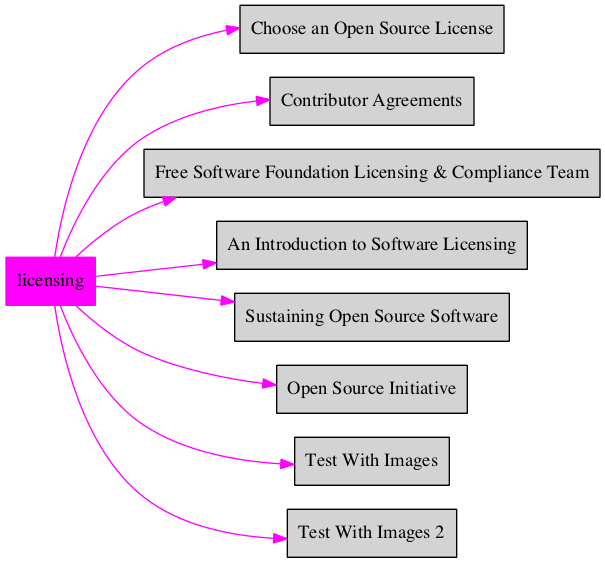 Choose an Open Source License
Contributor Agreements
Free Software Foundation Licensing & Compliance Team
An Introduction to Software Licensing
licensing
Sustaining Open Source Software
Open Source Initiative
Test With Images
Test With Images 2